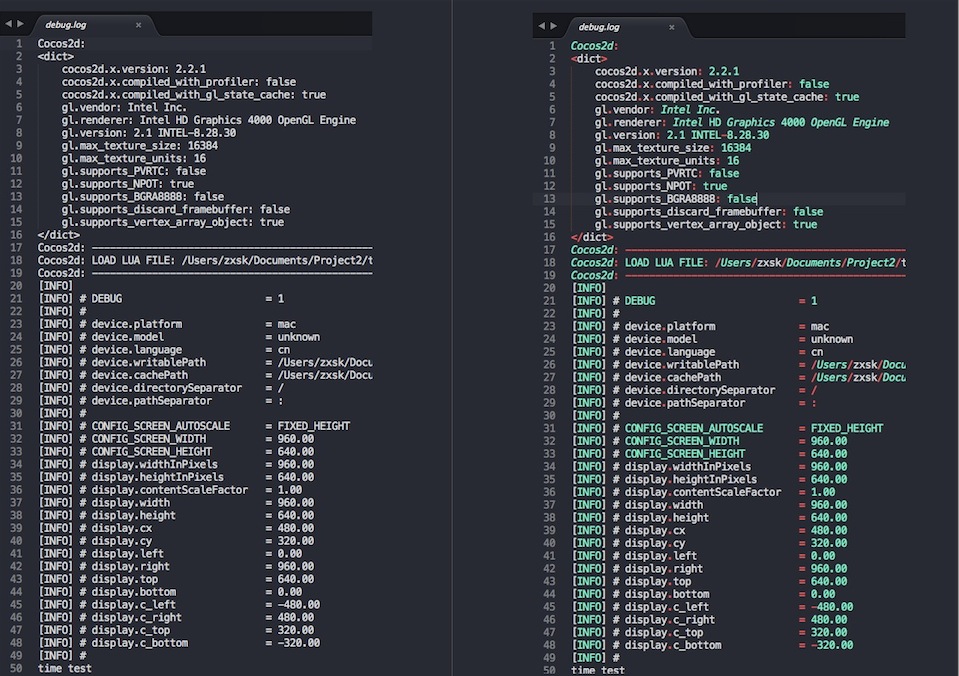 debug.log
1 Cocos2d:
2 <dict>
3 cocos2d.x.version: 2.2.1
4 cocos2d.x.compiled_with_profiler: false
5 cocos2d.x.compiled_with_gl_state_cache: true
6 gl.vendor: Intel Inc.
7 gl.renderer: Intel HD Graphics 4000 OpenGL Engine
8 gl.version: 2.1 INTEL-8.28.30
9 gl.max_texture_size: 16384
10 gl.max_texture_units: 16
11 gl.supports_PVRTC: false
12 gl.supports_NPOT: true
13 gl.supports_BGRA8888: false
14 gl.supports_discard_framebuffer: false
15 gl.supports_vertex_array_object: true
16 </dict>
17 Cocos2d: ------------------------------------------------
18 Cocos2d: LOAD LUA FILE: /Users/zxsk/Documents/Project2/t
19 Cocos2d: ------------------------------------------------
20 [INFO]
21 [INFO] # DEBUG = 1
22 [INFO] #
23 [INFO] # device.platform = mac
24 [INFO] # device.model = unknown
25 [INFO] # device.language = cn
26 [INFO] # device.writablePath = /Users/zxsk/Docu
27 [INFO] # device.cachePath = /Users/zxsk/Docu
28 [INFO] # device.directorySeparator = /
29 [INFO] # device.pathSeparator = :
30 [INFO] #
31 [INFO] # CONFIG_SCREEN_AUTOSCALE = FIXED_HEIGHT
32 [INFO] # CONFIG_SCREEN_WIDTH = 960.00
33 [INFO] # CONFIG_SCREEN_HEIGHT = 640.00
34 [INFO] # display.widthInPixels = 960.00
35 [INFO] # display.heightInPixels = 640.00
36 [INFO] # display.contentScaleFactor = 1.00
37 [INFO] # display.width = 960.00
38 [INFO] # display.height = 640.00
39 [INFO] # display.cx = 480.00
40 [INFO] # display.cy = 320.00
41 [INFO] # display.left = 0.00
42 [INFO] # display.right = 960.00
43 [INFO] # display.top = 640.00
44 [INFO] # display.bottom = 0.00
45 [INFO] # display.c_left = -480.00
46 [INFO] # display.c_right = 480.00
47 [INFO] # display.c_top = 320.00
48 [INFO] # display.c_bottom = -320.00
49 [INFO] #
50 time test
debug.log
1 Cocos2d:
2 <dict>
3 cocos2d.x.version: 2.2.1
4 cocos2d.x.compiled_with_profiler: false
5 cocos2d.x.compiled_with_gl_state_cache: true
6 gl.vendor: Intel Inc.
7 gl.renderer: Intel HD Graphics 4000 OpenGL Engine
8 gl.version: 2.1 INTEL-8.28.30
9 gl.max_texture_size: 16384
10 gl.max_texture_units: 16
11 gl.supports_PVRTC: false
12 gl.supports_NPOT: true
13 gl.supports_BGRA8888: false
14 gl.supports_discard_framebuffer: false
15 gl.supports_vertex_array_object: true
16 </dict>
17 Cocos2d: ------------------------------------------------
18 Cocos2d: LOAD LUA FILE: /Users/zxsk/Documents/Project2/t
19 Cocos2d: ------------------------------------------------
20 [INFO]
21 [INFO] # DEBUG = 1
22 [INFO] #
23 [INFO] # device.platform = mac
24 [INFO] # device.model = unknown
25 [INFO] # device.language = cn
26 [INFO] # device.writablePath = /Users/zxsk/Docu
27 [INFO] # device.cachePath = /Users/zxsk/Docu
28 [INFO] # device.directorySeparator = /
29 [INFO] # device.pathSeparator = :
30 [INFO] #
31 [INFO] # CONFIG_SCREEN_AUTOSCALE = FIXED_HEIGHT
32 [INFO] # CONFIG_SCREEN_WIDTH = 960.00
33 [INFO] # CONFIG_SCREEN_HEIGHT = 640.00
34 [INFO] # display.widthInPixels = 960.00
35 [INFO] # display.heightInPixels = 640.00
36 [INFO] # display.contentScaleFactor = 1.00
37 [INFO] # display.width = 960.00
38 [INFO] # display.height = 640.00
39 [INFO] # display.cx = 480.00
40 [INFO] # display.cy = 320.00
41 [INFO] # display.left = 0.00
42 [INFO] # display.right = 960.00
43 [INFO] # display.top = 640.00
44 [INFO] # display.bottom = 0.00
45 [INFO] # display.c_left = -480.00
46 [INFO] # display.c_right = 480.00
47 [INFO] # display.c_top = 320.00
48 [INFO] # display.c_bottom = -320.00
49 [INFO] #
50 time test